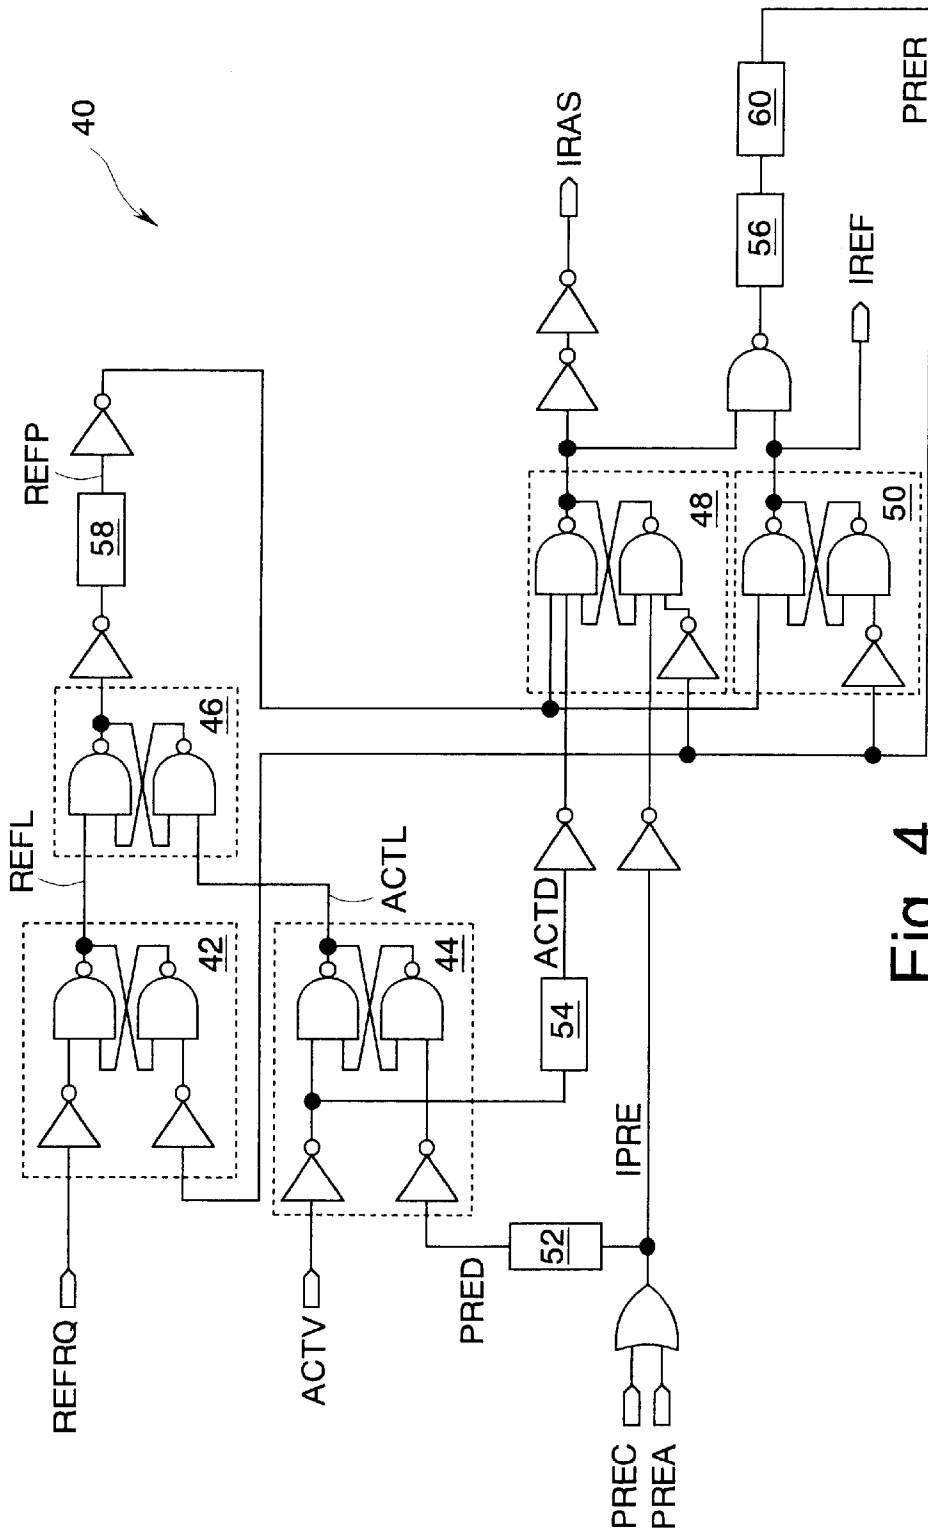 40
REFRQ
42
REFL
46
58
REFP
ACTV
44
ACTL
PRED
52
54
ACTD
IPRE
PREC
PREA
48
IRAS
50
IREF
56
60
PRER
Fig 4